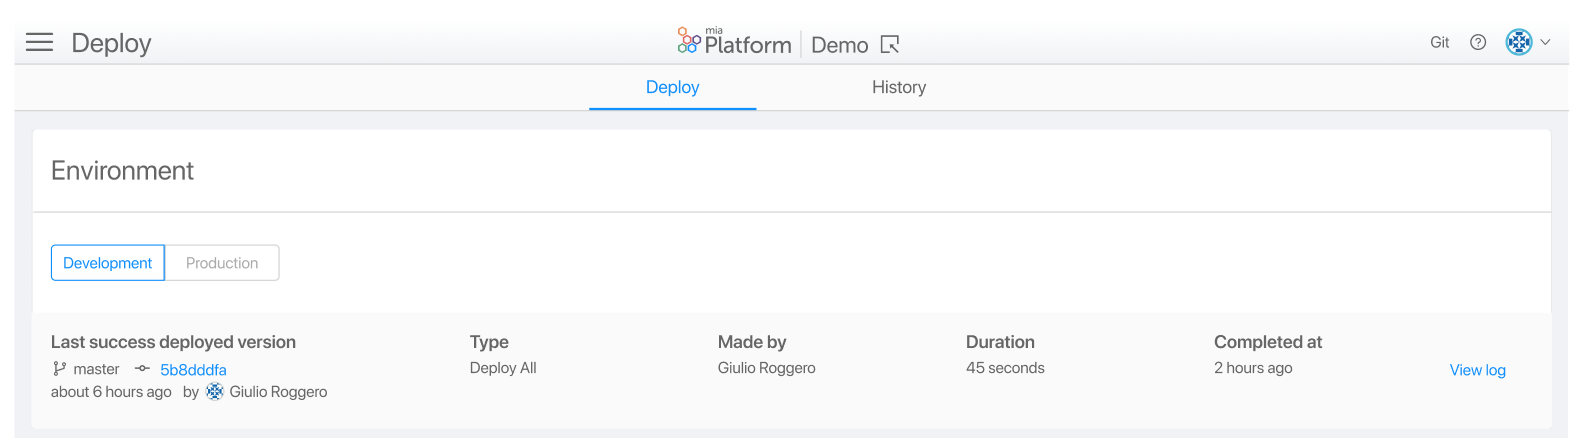 Deploy
mia
Platform
Demo
Git
Deploy
History
Environment
Development
Production
Last success deployed version
Type
Made by
Duration
Completed at
master 5b8dddfa
Deploy All
Giulio Roggero
45 seconds
2 hours ago
View log
about 6 hours ago by Giulio Roggero